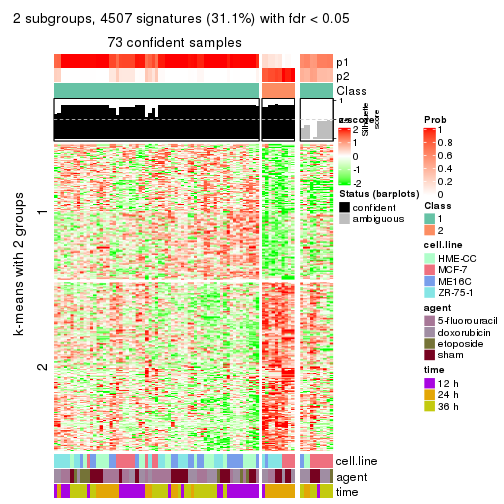 2 subgroups, 4507 signatures (31.1%) with fdr < 0.05
73 confident samples
p1
p2
Class
1
Silhouette
score
z-score
2
1
0
-1
-2
Status (barplots)
confident
ambiguous
Prob
1
0.8
0.6
0.4
0.2
0
Class
1
2
cell.line
HME-CC
MCF-7
ME16C
ZR-75-1
agent
5-fluorouracil
doxorubicin
etoposide
sham
time
12 h
24 h
36 h
k-means with 2 groups
1
2
cell.line
agent
time